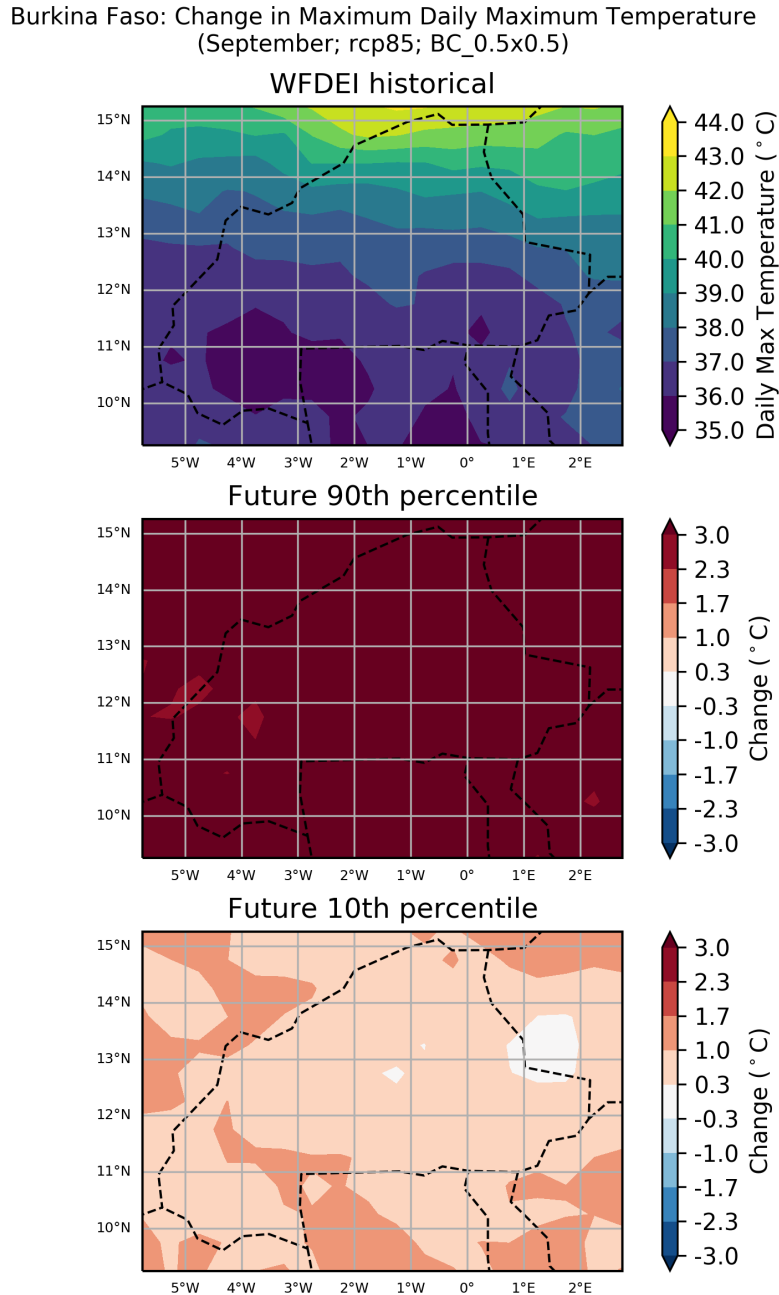 Burkina Faso: Change in Maximum Daily Maximum Temperature
(September; rcp85; BC_0.5x0.5)
WFDEI historical
15°N
14°N
13°N
12°N
11°N
10°N
5°W 4°W 3°W 2°W 1°W 0° 1°E 2°E
44.0
43.0
42.0
41.0
40.0
39.0
38.0
37.0
36.0
35.0
Daily Max Temperature (°C)
Future 90th percentile
15°N
14°N
13°N
12°N
11°N
10°N
5°W 4°W 3°W 2°W 1°W 0° 1°E 2°E
3.0
2.3
1.7
1.0
0.3
-0.3
-1.0
-1.7
-2.3
-3.0
Change (°C)
Future 10th percentile
15°N
14°N
13°N
12°N
11°N
10°N
5°W 4°W 3°W 2°W 1°W 0° 1°E 2°E
3.0
2.3
1.7
1.0
0.3
-0.3
-1.0
-1.7
-2.3
-3.0
Change (°C)